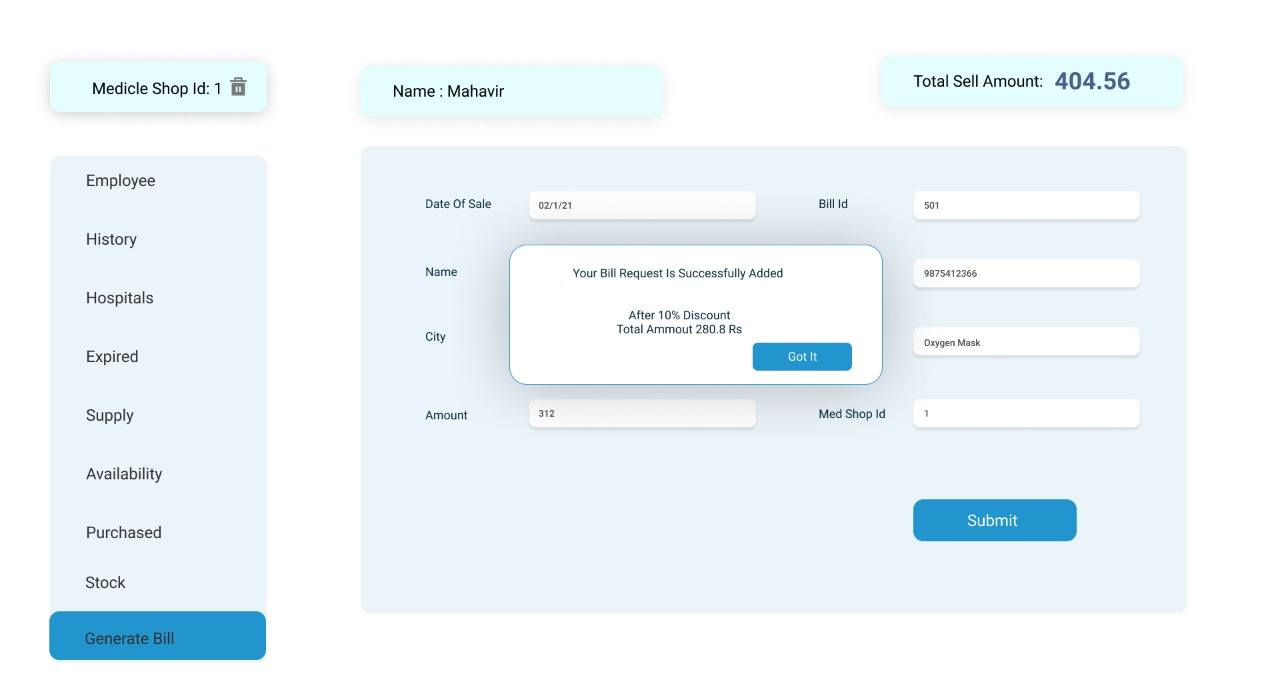 Medicle Shop Id: 1
Name : Mahavir
Total Sell Amount: 404.56
Employee
History
Hospitals
Expired
Supply
Availability
Purchased
Stock
Generate Bill
Date Of Sale 02/1/21 Bill Id 501
Name 9875412366
City Oxygen Mask
Amount 312 Med Shop Id 1
Your Bill Request Is Successfully Added
After 10% Discount
Total Ammout 280.8 Rs
Got It
Submit